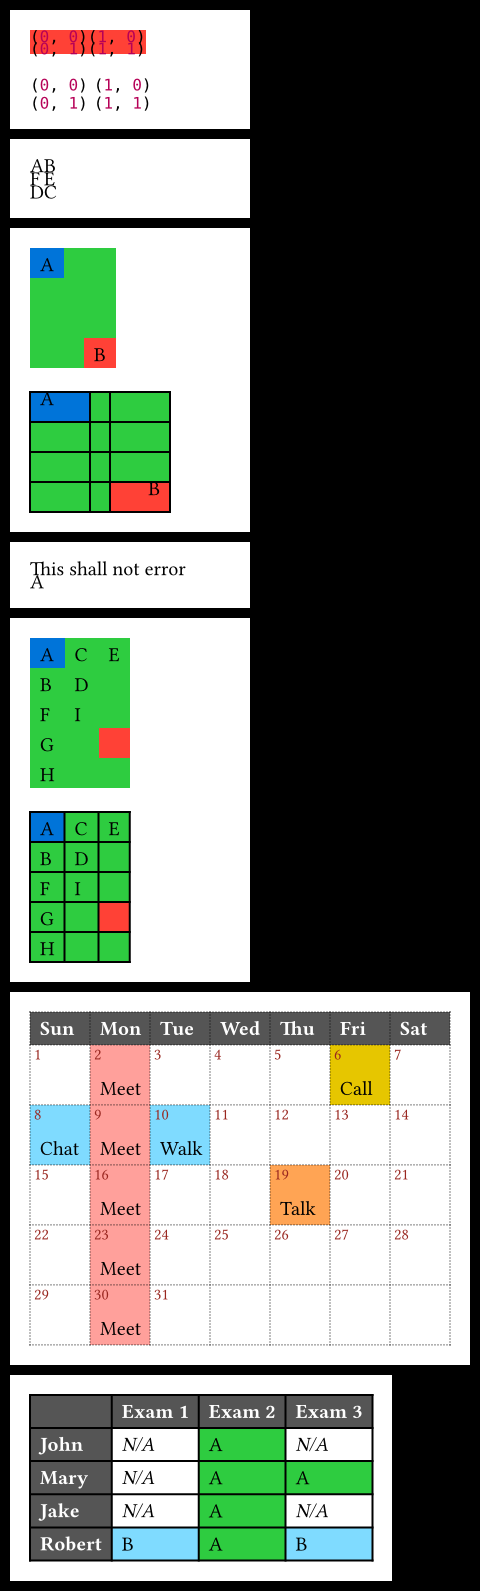 (0, 0)(1, 0)
(0, 1)(1, 1)
(0, 0) (1, 0)
(0, 1) (1, 1)
AB
FE
DC
A
B
A
B
This shall not error
A
A C E
B D
F I
G
H
A C E
B D
F I
G
H
Sun Mon Tue Wed Thu Fri Sat
1 2 3 4 5 6 7
Meet Call
8 9 10 11 12 13 14
Chat Meet Walk
15 16 17 18 19 20 21
Meet Talk
22 23 24 25 26 27 28
Meet
29 30 31
Meet
Exam 1 Exam 2 Exam 3
John N/A A N/A
Mary N/A A A
Jake N/A A N/A
Robert B A B